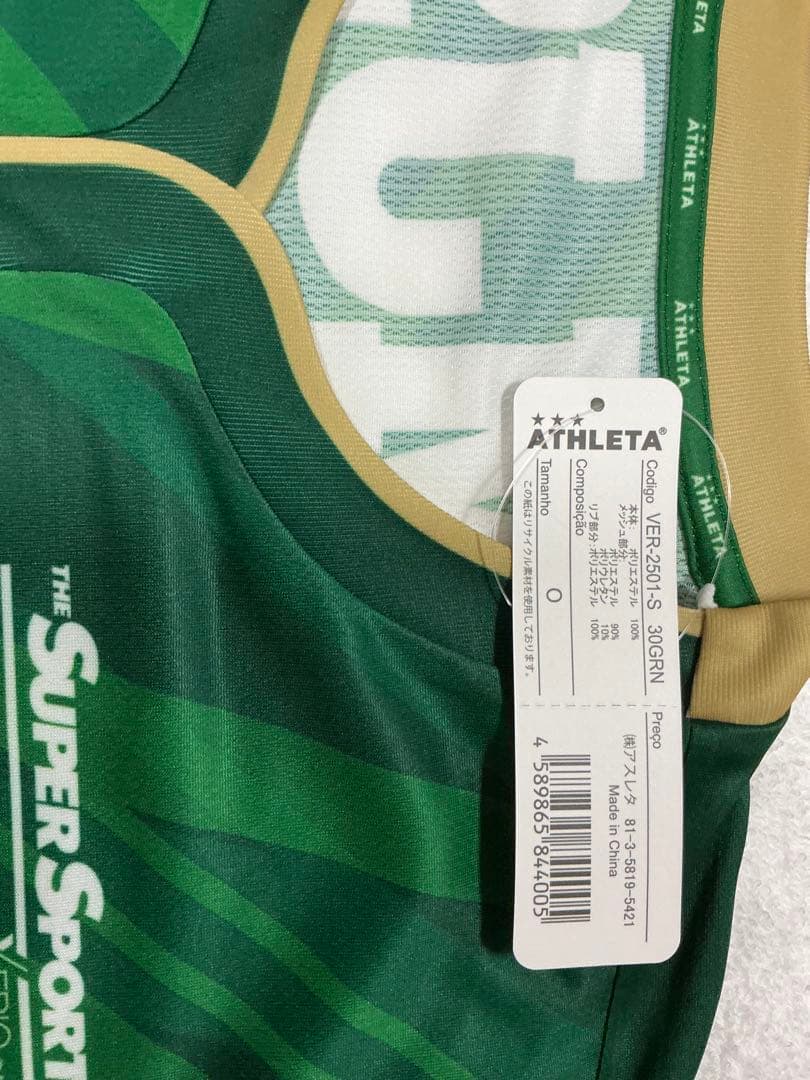 ATHLETA
ATHLETA
ATHLETA
ATHLETA
★★★
ATHLETA®
Codigo VER-2501-S 30GRN
本体: ポリエステル 100%
メッシュ部分:
ポリエステル 90%
ポリウレタン 10%
リブ部分:ポリエステル 100%
Composição
Tamanho O
この紙はリサイクル素材を使用しております。
Preço
㈱アスレタ 81-3-5819-5421
Made in China
4 589865 844005
THE
SUPER SPORT
XEBIO